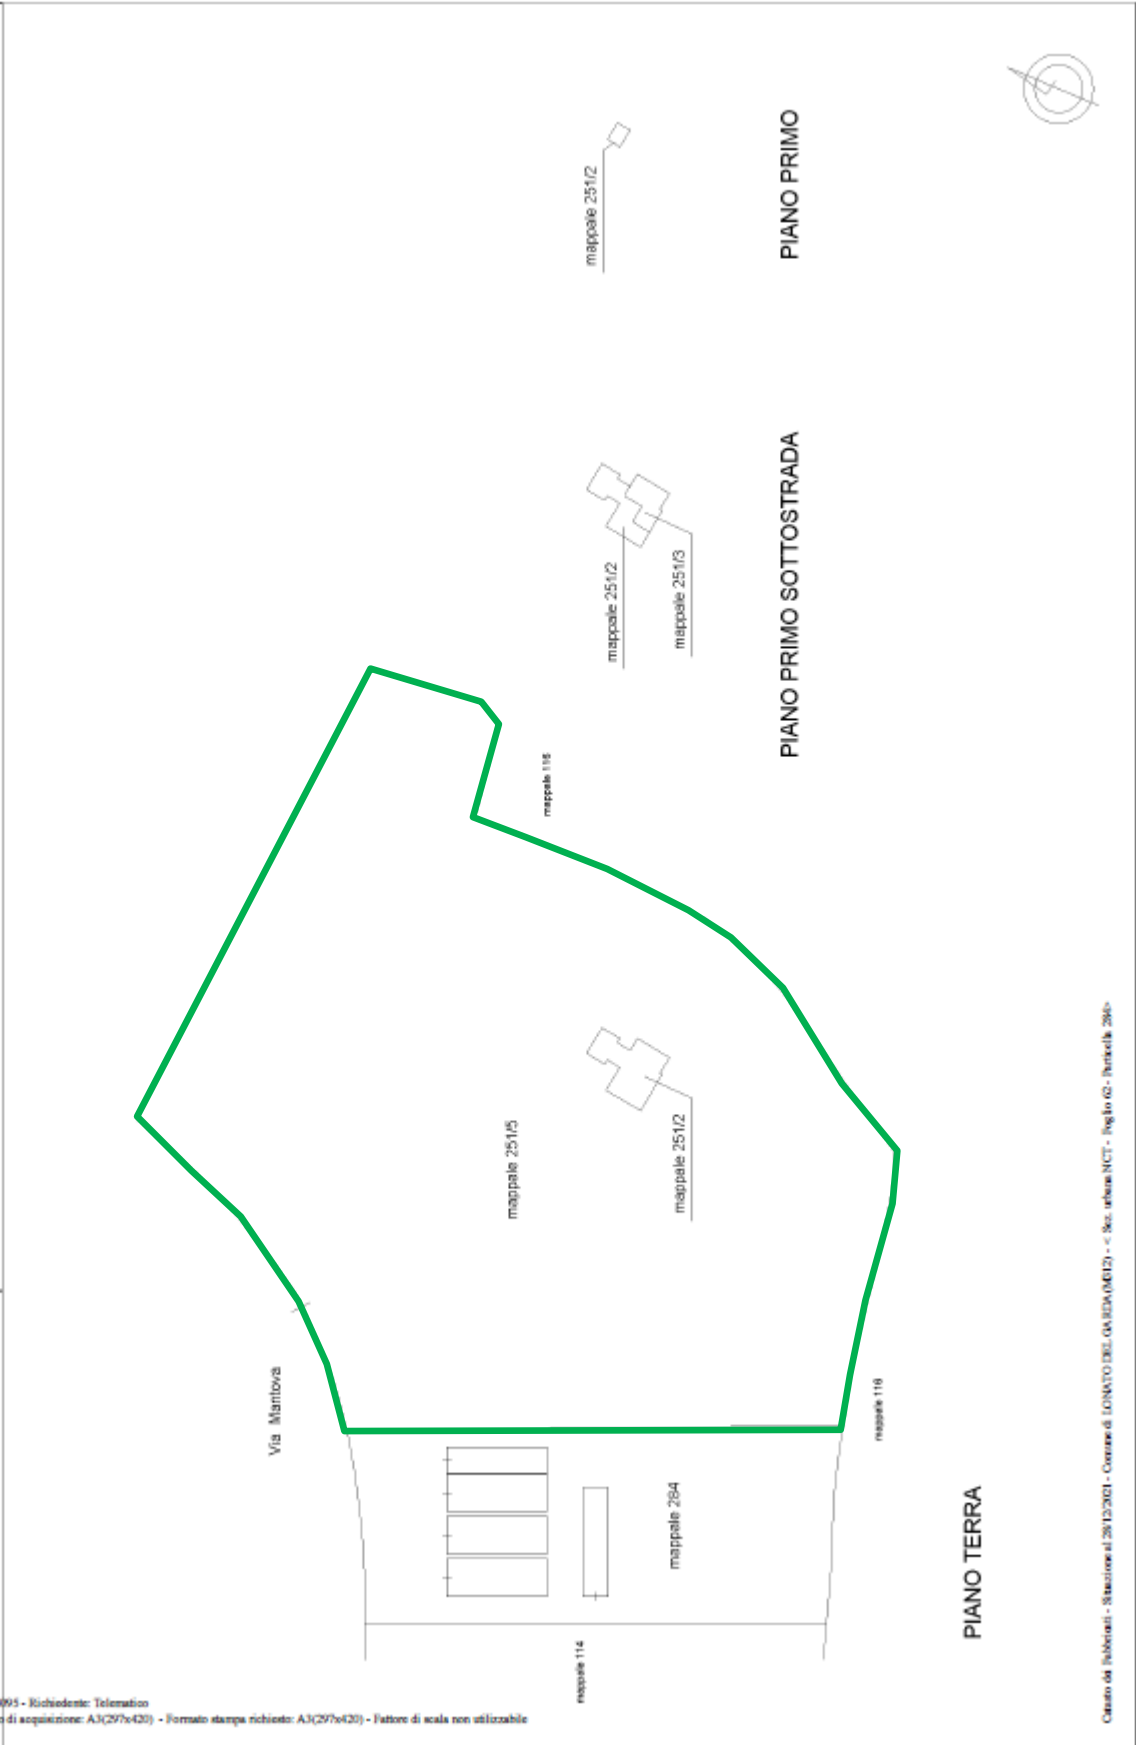 PIANO PRIMO
mappale 251/2
PIANO PRIMO SOTTOSTRADA
mappale 251/2
mappale 251/3
mappale 116
mappale 251/5
mappale 251/2
Via Mantova
mappale 116
mappale 284
PIANO TERRA
mappale 114
095 - Richiedente: Telematico
o di acquisizione: A3(297x420) - Formato stampa richiesto: A3(297x420) - Fattore di scala non utilizzabile
Catasto dei Fabbricati - Situazione al 28/12/2021 - Comune di LONATO DEL GARDA (M312) - < Sez. urbana NCT - Foglio 62 - Particella 284>